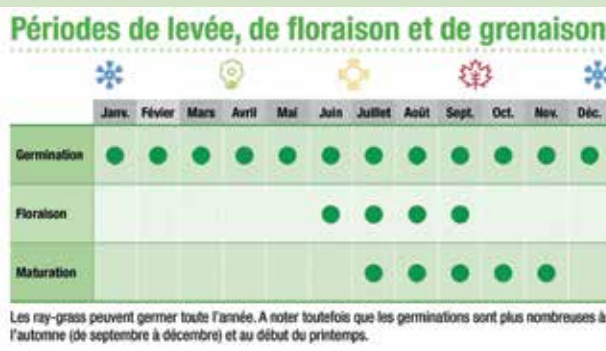 Périodes de levée, de floraison et de grenaison
Janv. Févier Mars Avril Mai Juin Juillet Août Sept. Oct. Nov. Déc.
Germination
Floraison
Maturation
Les ray-grass peuvent germer toute l'année. A noter toutefois que les germinations sont plus nombreuses à
l'automne (de septembre à décembre) et au début du printemps.